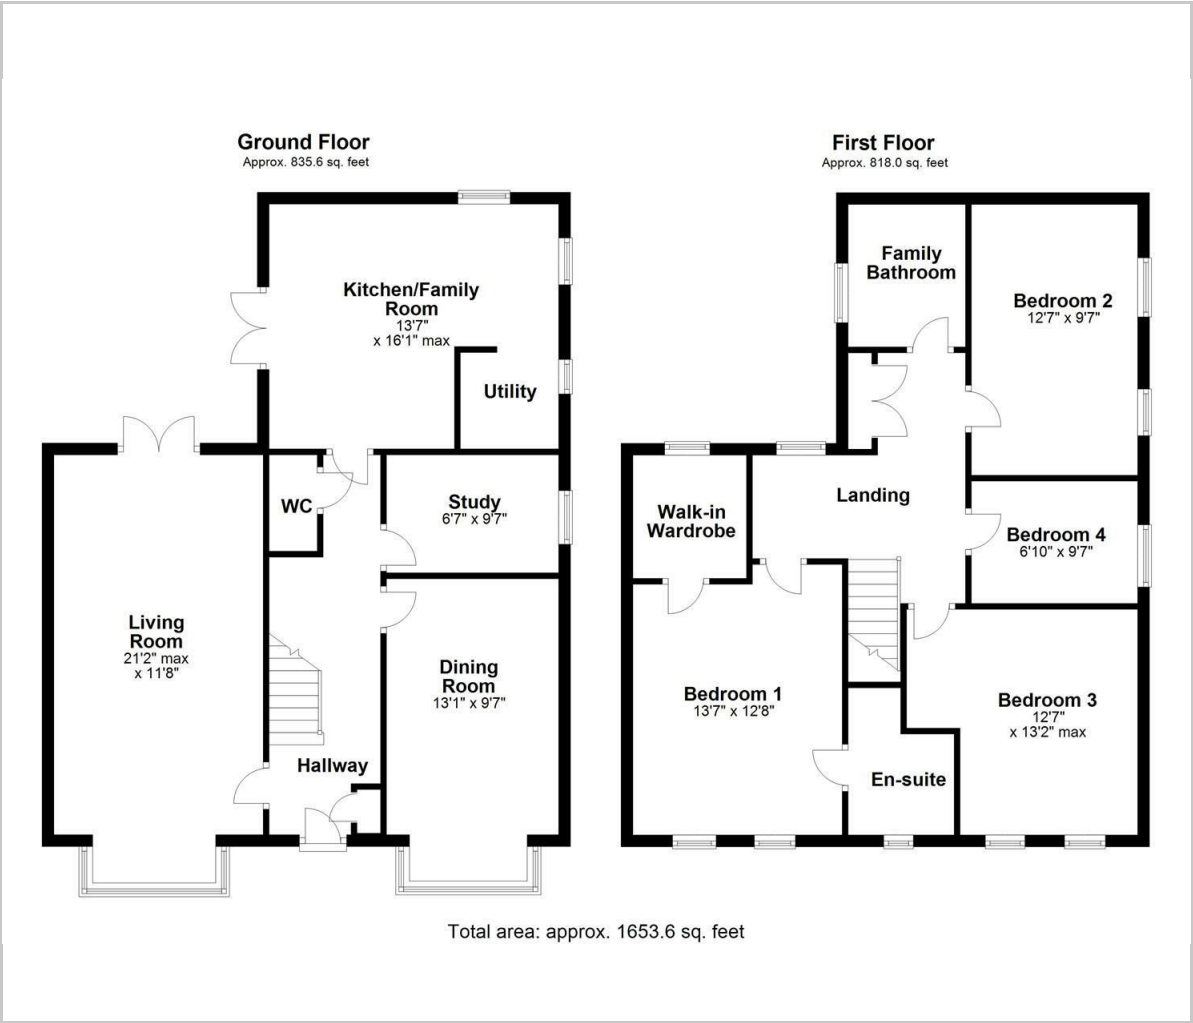 Ground Floor
Approx. 835.6 sq. feet
Kitchen/Family
Room
13'7"
x 16'1" max
Utility
WC
Study
6'7" x 9'7"
Living
Room
21'2" max
x 11'8"
Dining
Room
13'1" x 9'7"
Hallway
First Floor
Approx. 818.0 sq. feet
Family
Bathroom
Bedroom 2
12'7" x 9'7"
Landing
Walk-in
Wardrobe
Bedroom 4
6'10" x 9'7"
Bedroom 1
13'7" x 12'8"
Bedroom 3
12'7"
x 13'2" max
En-suite
Total area: approx. 1653.6 sq. feet